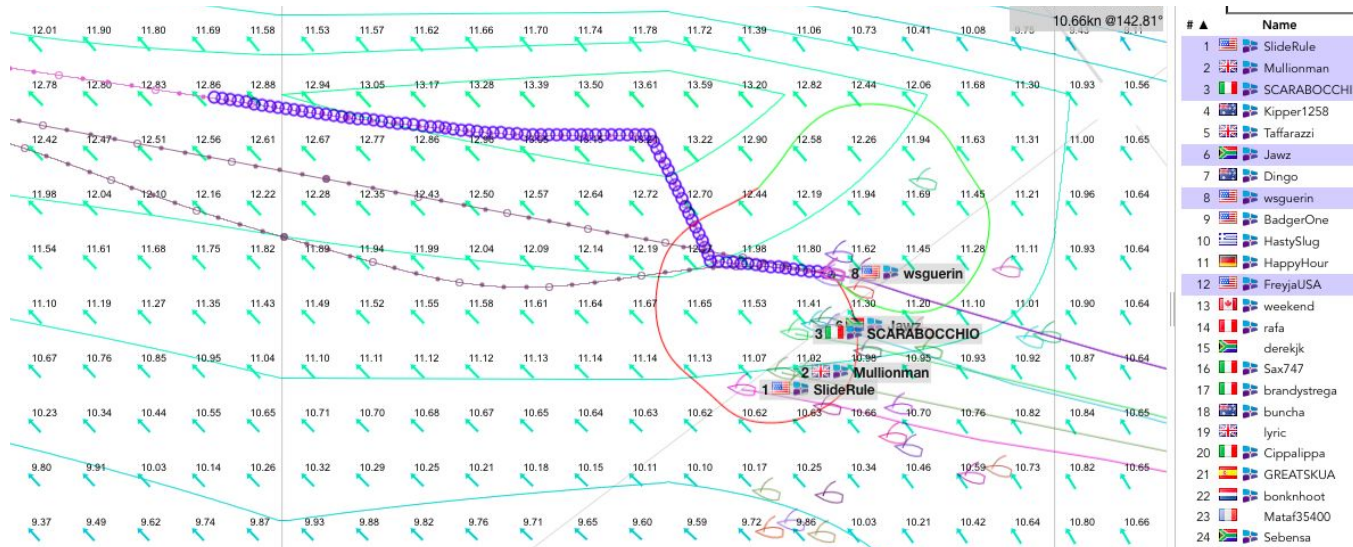 10.66kn @142.81°
# ▲ Name
12.01 11.90 11.80 11.69 11.58 11.53 11.57 11.62 11.66 11.70 11.74 11.78 11.72 11.39 11.06 10.73 10.41 10.08
12.78 12.80 12.83 12.86 12.88 12.94 13.05 13.17 13.28 13.39 13.50 13.61 13.59 13.20 12.82 12.44 12.06 11.68 11.30 10.93 10.56
12.42 12.47 12.51 12.56 12.61 12.67 12.77 12.86 13.22 12.90 12.58 12.26 11.94 11.63 11.31 11.00 10.65
11.98 12.04 12.10 12.16 12.22 12.28 12.35 12.43 12.50 12.57 12.64 12.72 12.70 12.44 12.19 11.94 11.69 11.45 11.21 10.96 10.64
11.54 11.61 11.68 11.75 11.82 11.89 11.94 11.99 12.04 12.09 12.14 12.19 11.98 11.80 11.62 11.45 11.28 11.11 10.93 10.64
8 wsguerin
11.10 11.19 11.27 11.35 11.43 11.49 11.52 11.55 11.58 11.61 11.64 11.67 11.65 11.53 11.41 11.30 11.20 11.10 11.01 10.90 10.64
Jawz
3 SCARABOCCHIO
10.67 10.76 10.85 10.95 11.04 11.10 11.11 11.12 11.12 11.13 11.14 11.14 11.13 11.07 11.02 10.98 10.95 10.93 10.92 10.87 10.64
2 Mullionman
1 SlideRule
10.23 10.34 10.44 10.55 10.65 10.71 10.70 10.68 10.67 10.65 10.64 10.63 10.62 10.62 10.63 10.66 10.70 10.76 10.82 10.84 10.65
9.80 9.91 10.03 10.14 10.26 10.32 10.29 10.25 10.21 10.18 10.15 10.11 10.10 10.17 10.25 10.34 10.46 10.59 10.73 10.82 10.65
9.37 9.49 9.62 9.74 9.87 9.93 9.88 9.82 9.76 9.71 9.65 9.60 9.59 9.72 9.86 10.03 10.21 10.42 10.64 10.80 10.66
1 SlideRule
2 Mullionman
3 SCARABOCCHI
4 Kipper1258
5 Taffarazzi
6 Jawz
7 Dingo
8 wsguerin
9 BadgerOne
10 HastySlug
11 HappyHour
12 FreyjaUSA
13 weekend
14 rafa
15 derekjk
16 Sax747
17 brandystrega
18 buncha
19 lyric
20 Cippalippa
21 GREATSKUA
22 bonknhoot
23 Mataf35400
24 Sebensa